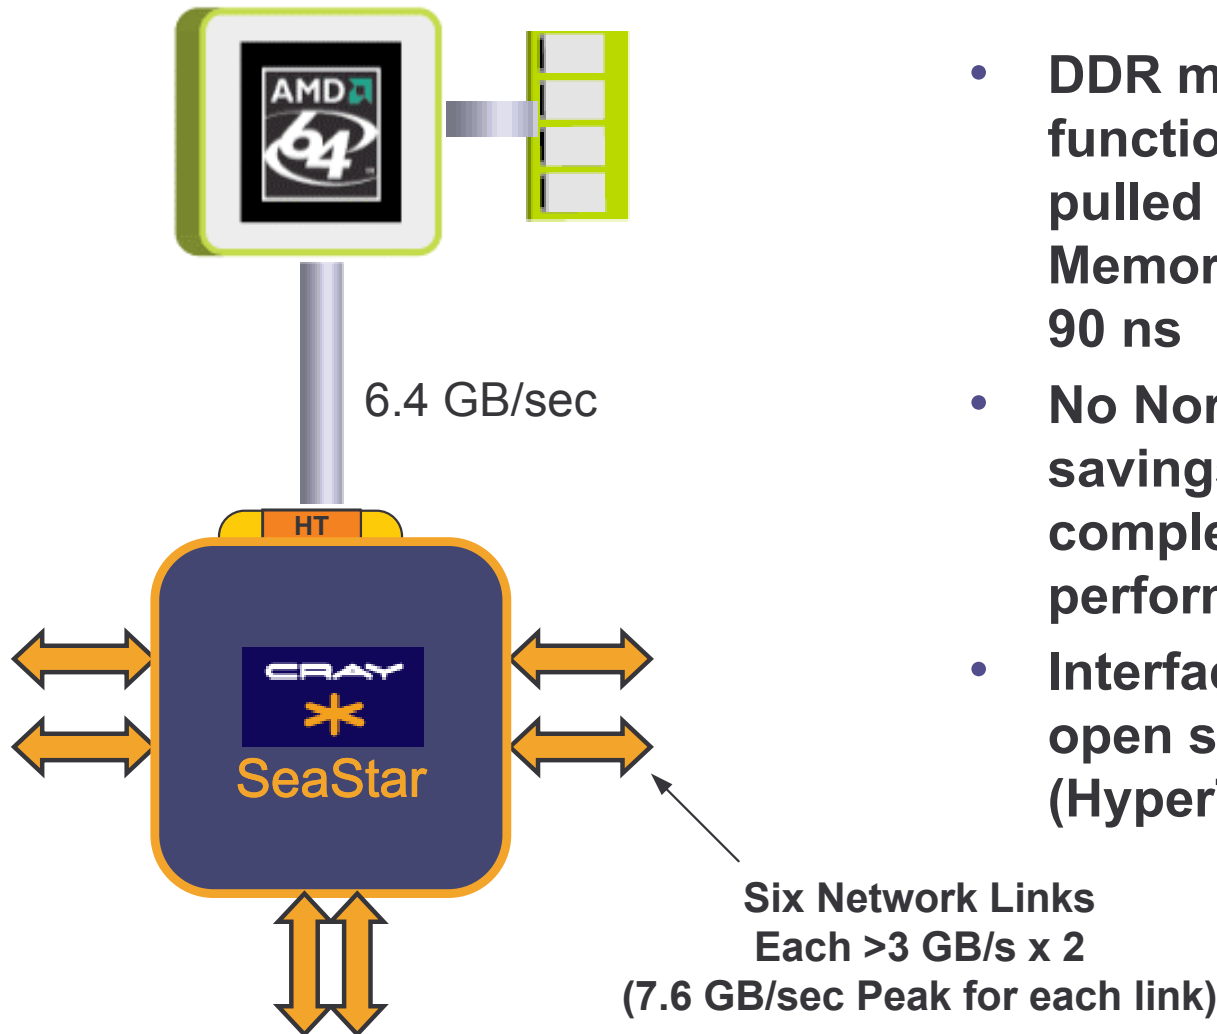 AMD
64
6.4 GB/sec
HT
CRAY
SeaStar
Six Network Links
Each >3 GB/s x 2
(7.6 GB/sec Peak for each link)
• DDR
functio
pulled
Memor
90 ns
• No Nor
saving
comple
perfor
• Interfa
open s
(Hyper